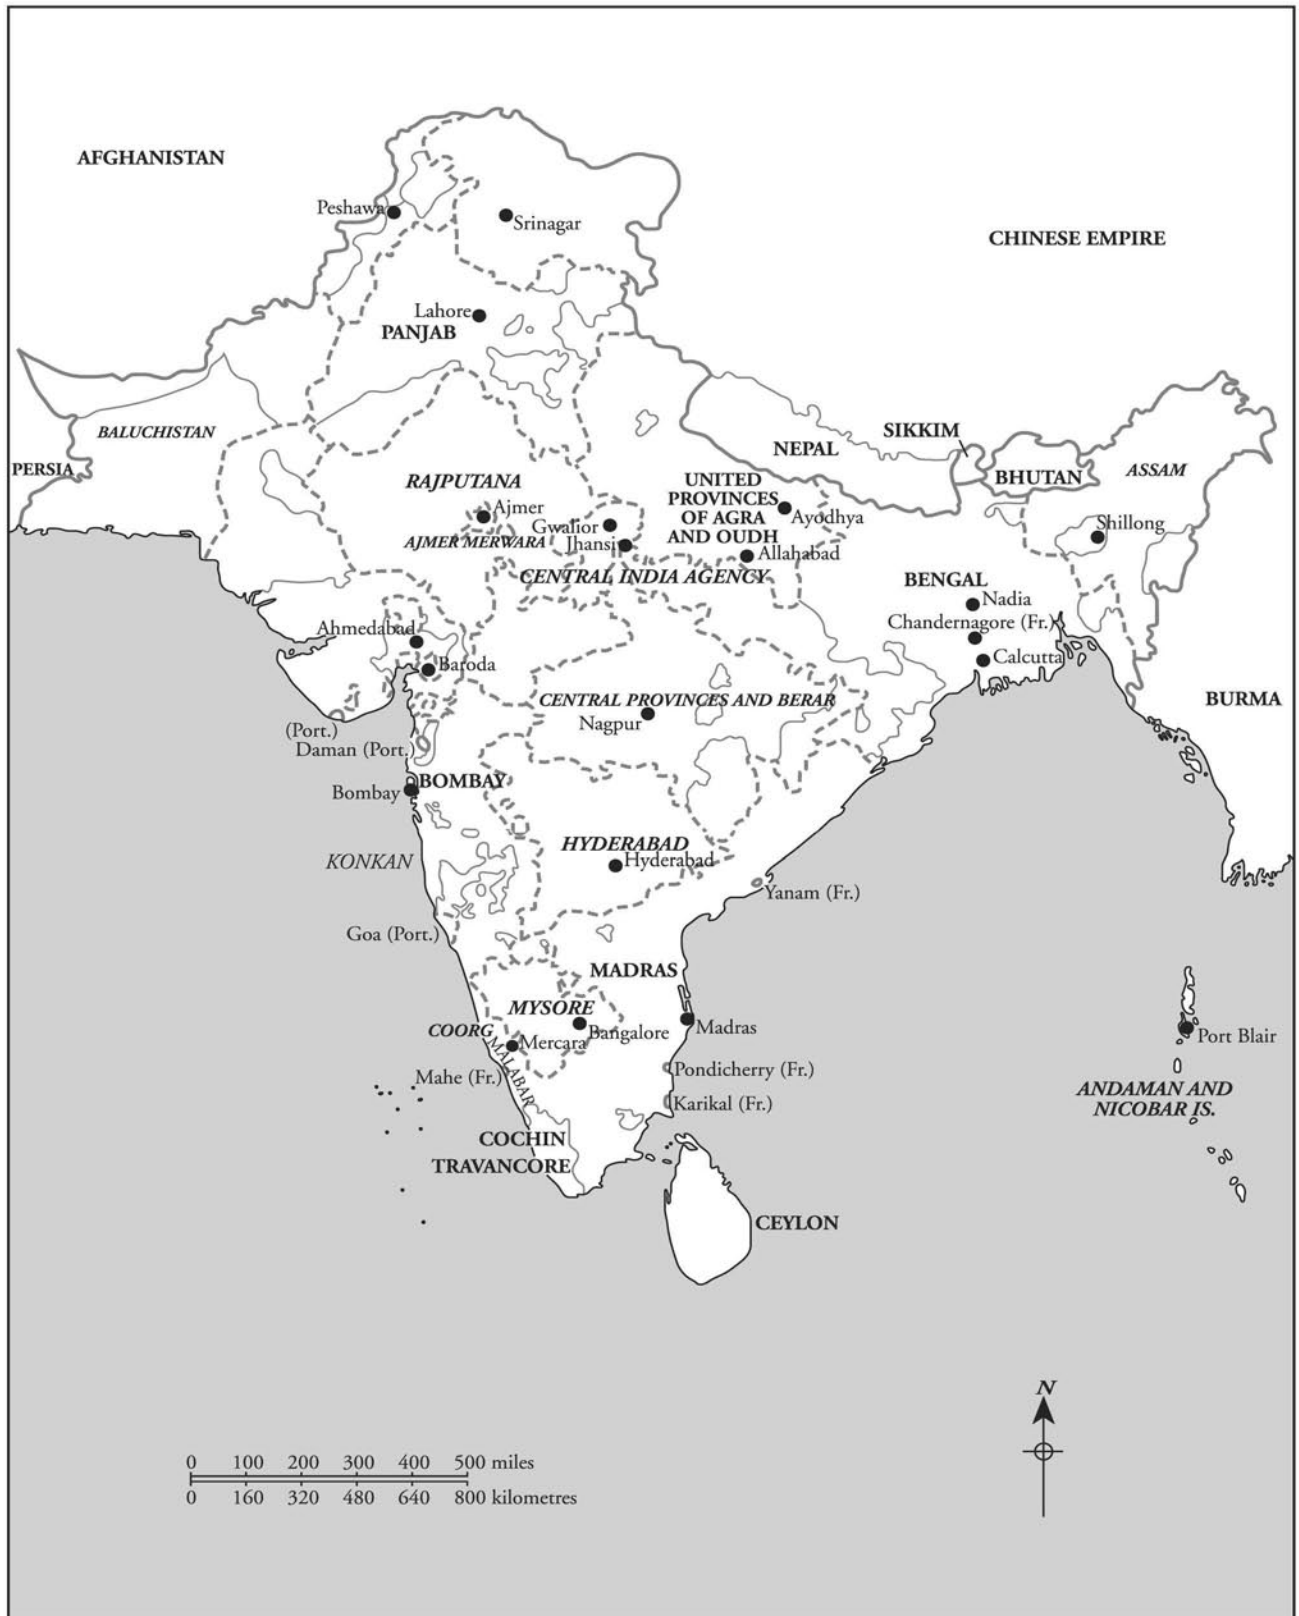 AFGHANISTAN
Peshawa
Srinagar
CHINESE EMPIRE
Lahore
PANJAB
BALUCHISTAN
SIKKIM
NEPAL
PERSIA
BHUTAN
ASSAM
RAJPUTANA
UNITED
PROVINCES
OF AGRA
AND OUDH
Ajmer
Ayodhya
Gwalior
Shillong
AJMER MERWARA
Jhansi
Allahabad
CENTRAL INDIA AGENCY
BENGAL
Nadia
Chandernagore (Fr.)
Ahmedabad
Calcutta
Baroda
CENTRAL PROVINCES AND BERAR
BURMA
Nagpur
(Port.)
Daman (Port.)
BOMBAY
Bombay
HYDERABAD
Hyderabad
KONKAN
Yanam (Fr.)
Goa (Port.)
MADRAS
MYSORE
COORG
Bangalore
Madras
Mercara
MALABAR
Port Blair
Mahe (Fr.)
Pondicherry (Fr.)
ANDAMAN AND
NICOBAR IS.
Karikal (Fr.)
COCHIN
TRAVANCORE
CEYLON
N
0 100 200 300 400 500 miles
0 160 320 480 640 800 kilometres